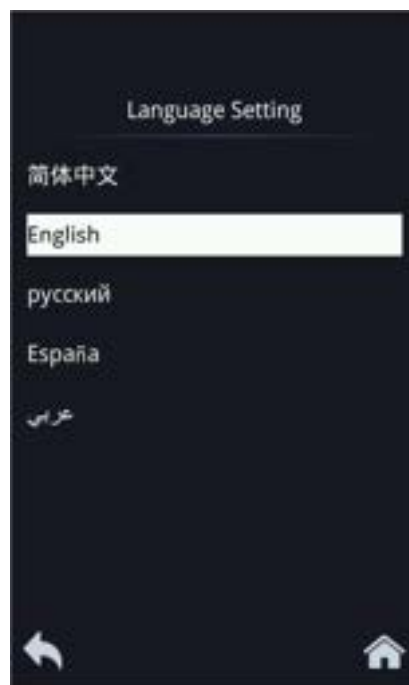 Language Setting
简体中文
English
русский
España
عربي